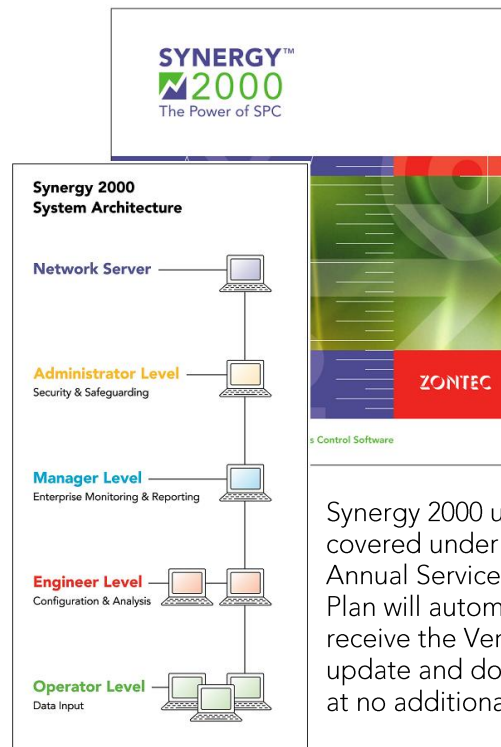 SYNERGY™
2000
The Power of SPC
Synergy 2000
System Architecture
Network Server
Administrator Level
Security & Safeguarding
Manager Level
Enterprise Monitoring & Reporting
Engineer Level
Configuration & Analysis
Operator Level
Data Input
ZONTEC
s Control Software
Synergy 2000 u
covered under
Annual Service
Plan will autom
receive the Ver
update and do
at no additiona